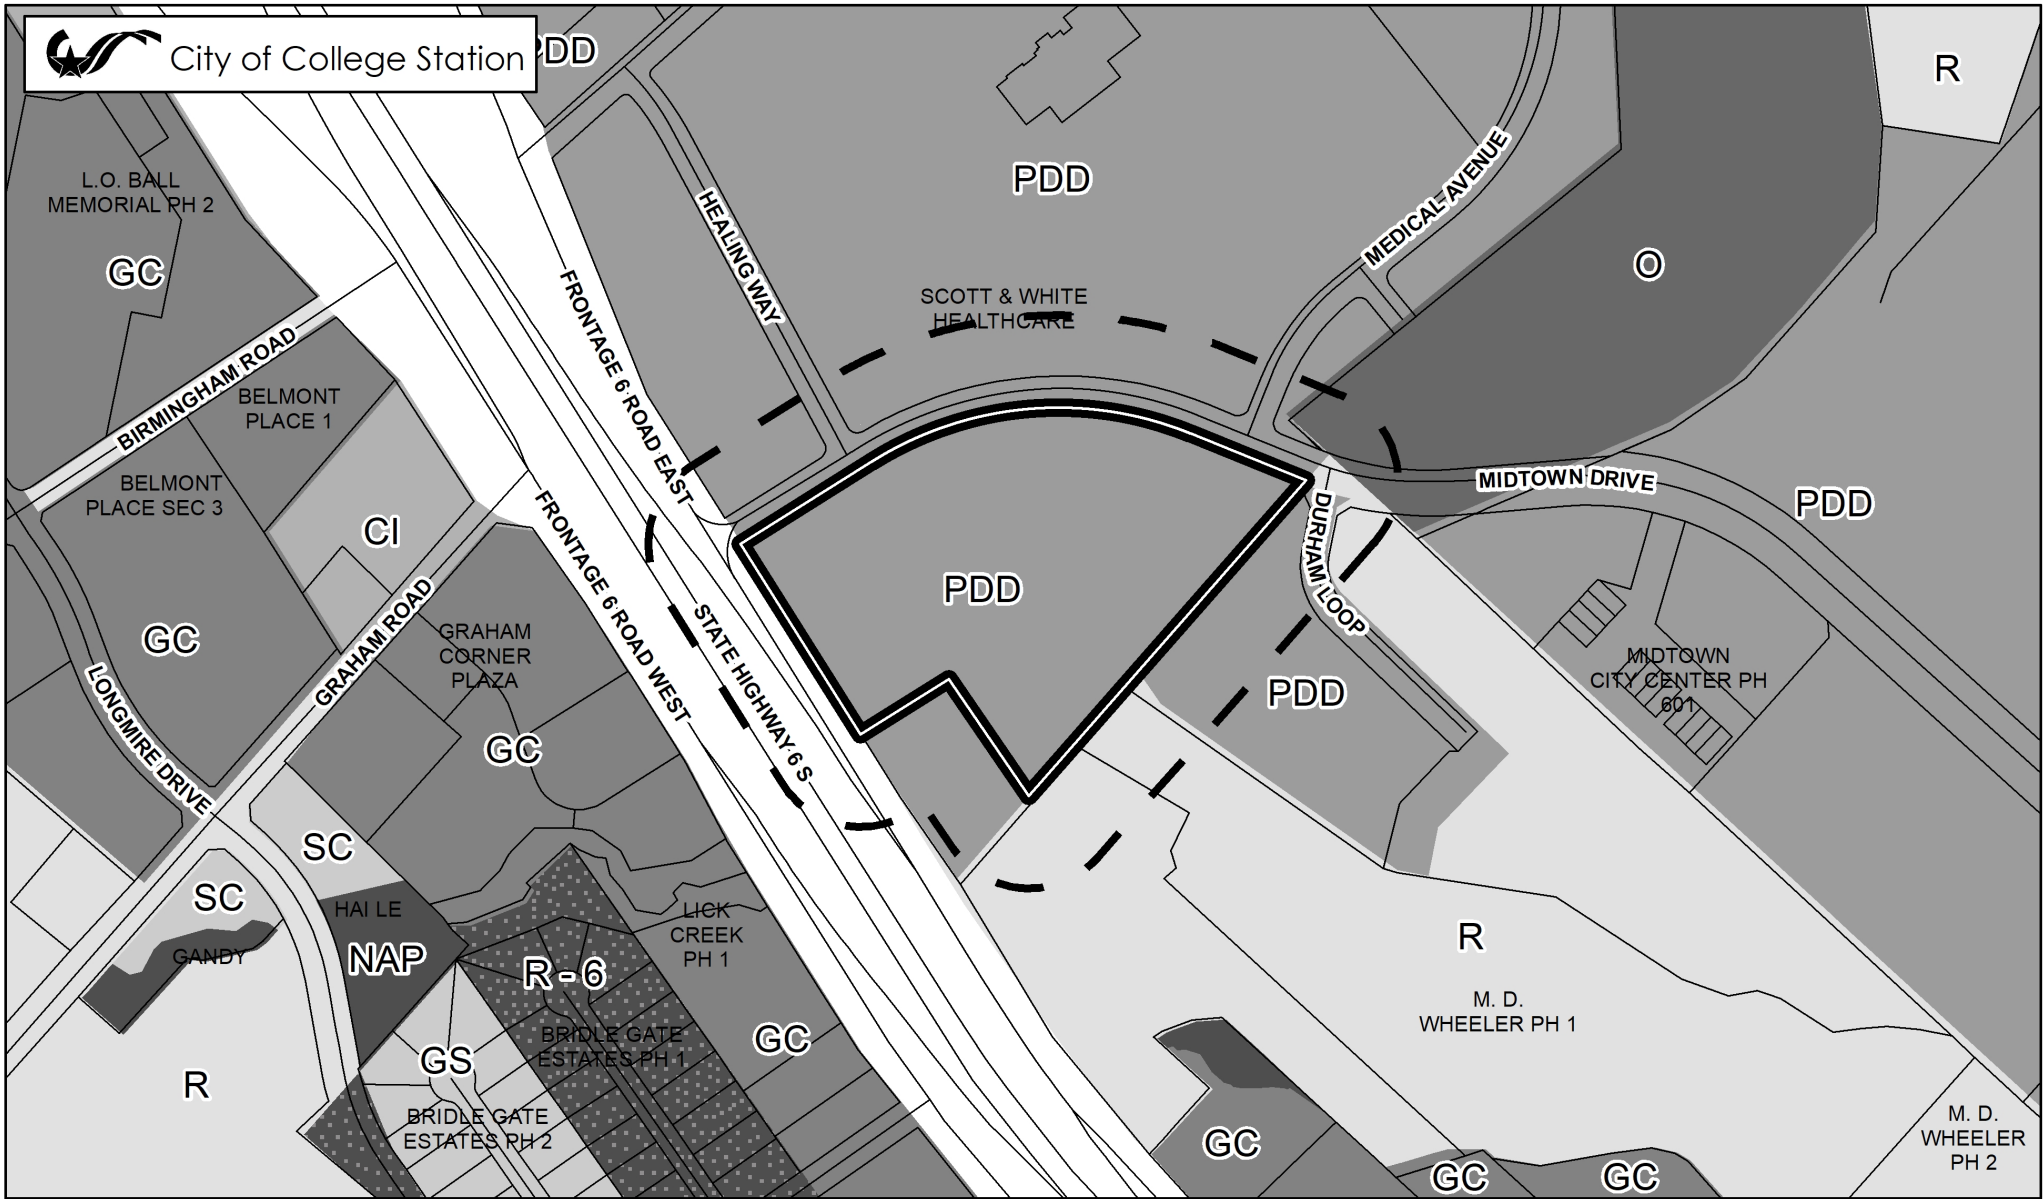 City of College Station
PDD
R
L.O. BALL
MEMORIAL PH 2
GC
PDD
HEALING WAY
MEDICAL AVENUE
O
SCOTT & WHITE
HEALTHCARE
FRONTAGE 6 ROAD EAST
BIRMINGHAM ROAD
BELMONT
PLACE 1
BELMONT
PLACE SEC 3
CI
MIDTOWN DRIVE
PDD
DURHAM LOOP
FRONTAGE 6 ROAD WEST
STATE HIGHWAY 6 S
PDD
GRAHAM ROAD
GC
GRAHAM
CORNER
PLAZA
LONGMIRE DRIVE
GC
MIDTOWN
CITY CENTER PH
601
PDD
SC
SC
HAI LE
GANDY
NAP
LICK
CREEK
PH 1
R - 6
R
M. D.
WHEELER PH 1
BRIDLE GATE
ESTATES PH 1
GC
GS
R
BRIDLE GATE
ESTATES PH 2
GC
GC
GC
M. D.
WHEELER
PH 2